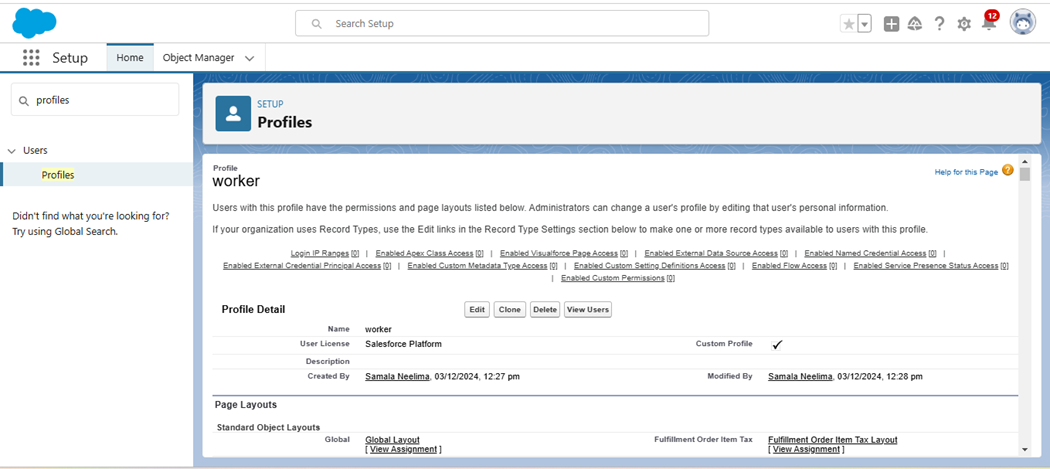 Search Setup
12
Setup
Home
Object Manager
profiles
Users
Profiles
Didn't find what you're looking for?
Try using Global Search.
SETUP
Profiles
Profile
worker
Help for this Page ?
Users with this profile have the permissions and page layouts listed below. Administrators can change a user's profile by editing that user's personal information.
If your organization uses Record Types, use the Edit links in the Record Type Settings section below to make one or more record types available to users with this profile.
Login IP Ranges [0] | Enabled Apex Class Access [0] | Enabled Visualforce Page Access [0] | Enabled External Data Source Access [0] | Enabled Named Credential Access [0] |
Enabled External Credential Principal Access [0] | Enabled Custom Metadata Type Access [0] | Enabled Custom Setting Definitions Access [0] | Enabled Flow Access [0] | Enabled Service Presence Status Access [0]
| Enabled Custom Permissions [0]
Profile Detail Edit Clone Delete View Users
Name worker
User License Salesforce Platform Custom Profile ✓
Description
Created By Samala Neelima, 03/12/2024, 12:27 pm Modified By Samala Neelima, 03/12/2024, 12:28 pm
Page Layouts
Standard Object Layouts
Global Global Layout Fulfillment Order Item Tax Fulfillment Order Item Tax Layout
[ View Assignment ] [ View Assignment ]